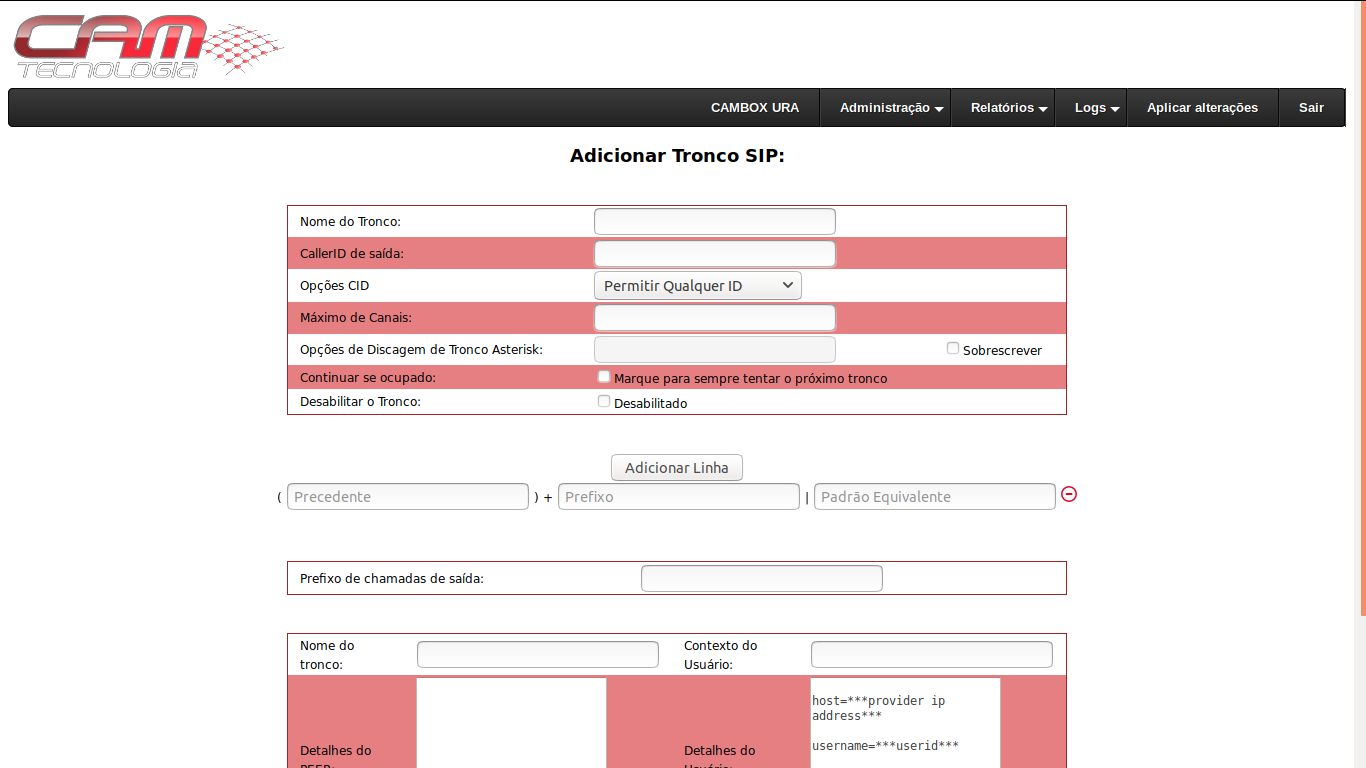 CAM
TECNOLOGIA
CAMBOX URA Administração Relatórios Logs Aplicar alterações Sair
Adicionar Tronco SIP:
Nome do Tronco:
CallerID de saída:
Opções CID Permitir Qualquer ID
Máximo de Canais:
Opções de Discagem de Tronco Asterisk: Sobrescrever
Continuar se ocupado: Marque para sempre tentar o próximo tronco
Desabilitar o Tronco: Desabilitado
Adicionar Linha
( Precedente ) + Prefixo | Padrão Equivalente
Prefixo de chamadas de saída:
Nome do
tronco:
Contexto do
Usuário:
Detalhes do
PEER:
Detalhes do
Usuário:
host=***provider ip
address***
username=***userid***